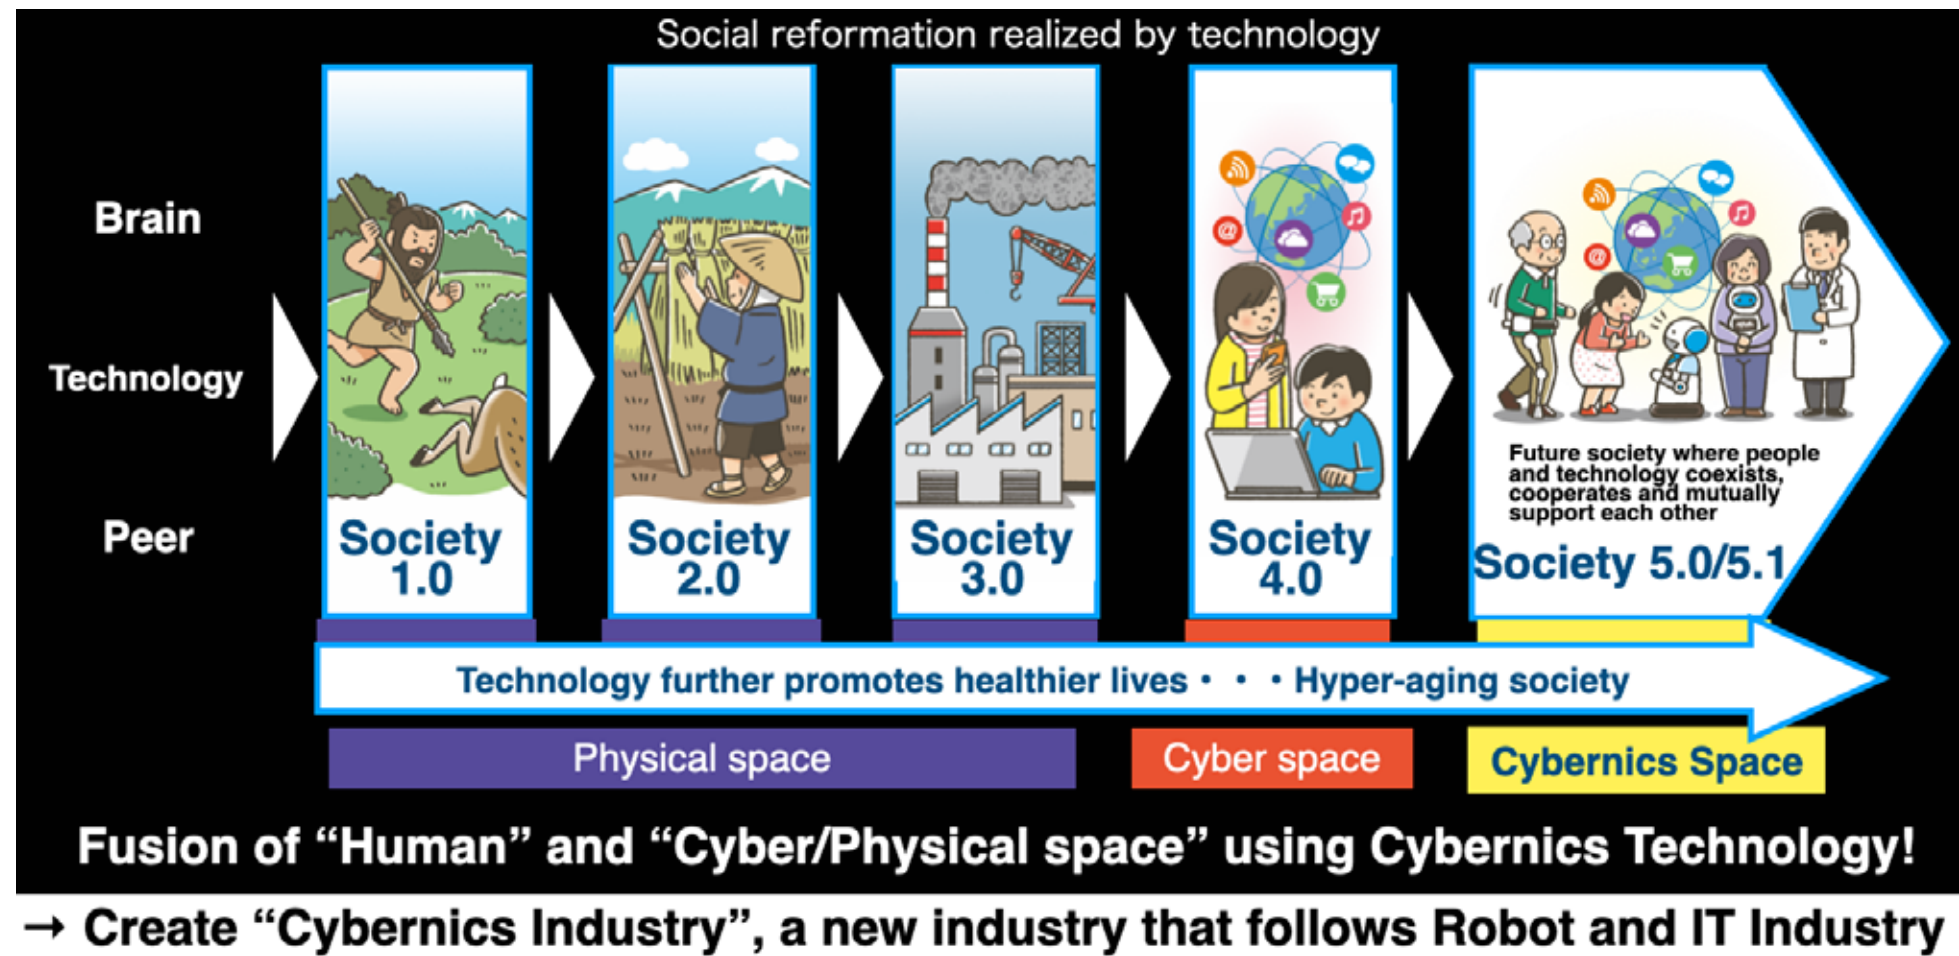 Social reformation realized by technology
Brain
Technology
Peer
Society
1.0
Society
2.0
Society
3.0
@
Society
4.0
@
Future society where people
and technology coexists,
cooperates and mutually
support each other
Society 5.0/5.1
Technology further promotes healthier lives・・・Hyper-aging society
Physical space
Cyber space
Cybernics Space
Fusion of “Human” and “Cyber/Physical space” using Cybernics Technology!
→ Create “Cybernics Industry”, a new industry that follows Robot and IT Industry